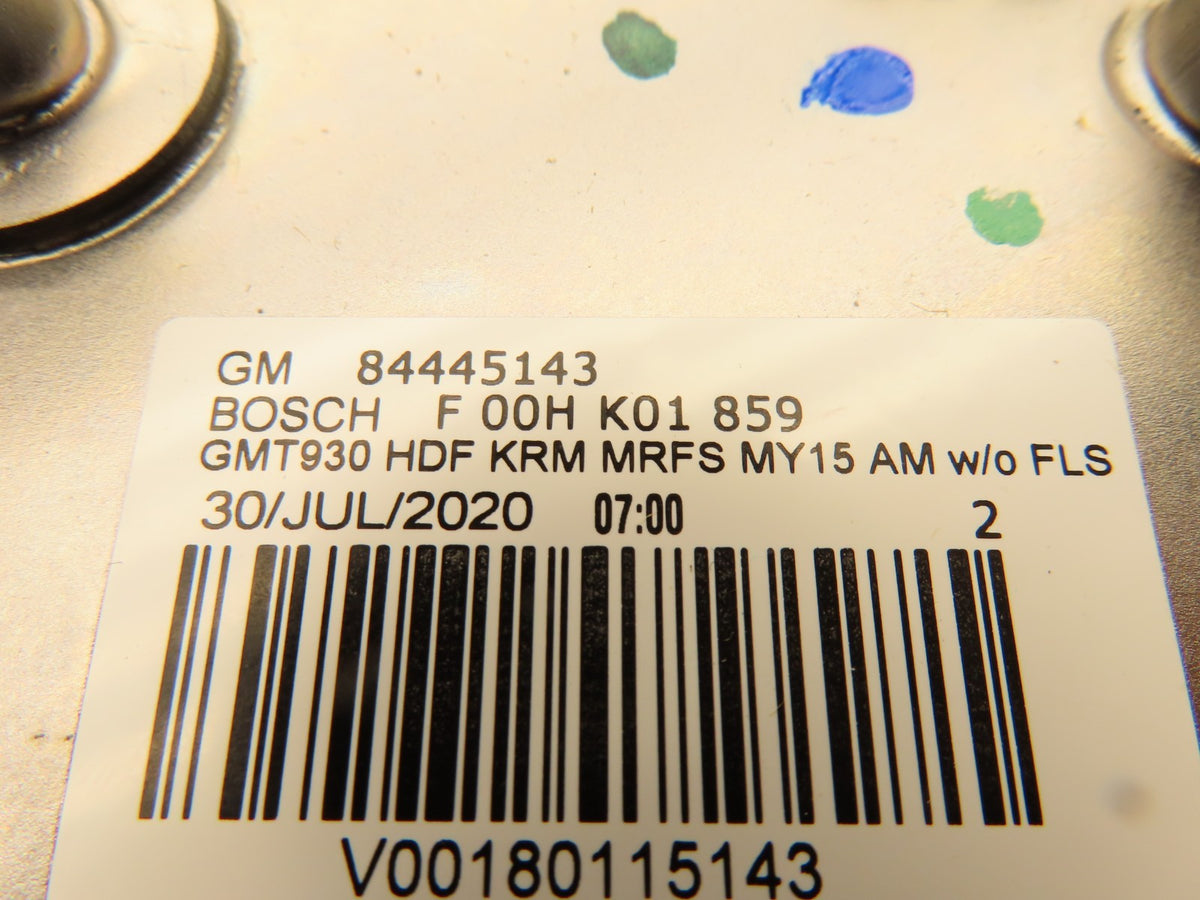 GM 84445143
BOSCH F 00H K01 859
GMT930 HDF KRM MRFS MY15 AM w/o FLS
30/JUL/2020 07:00 2
V00180115143